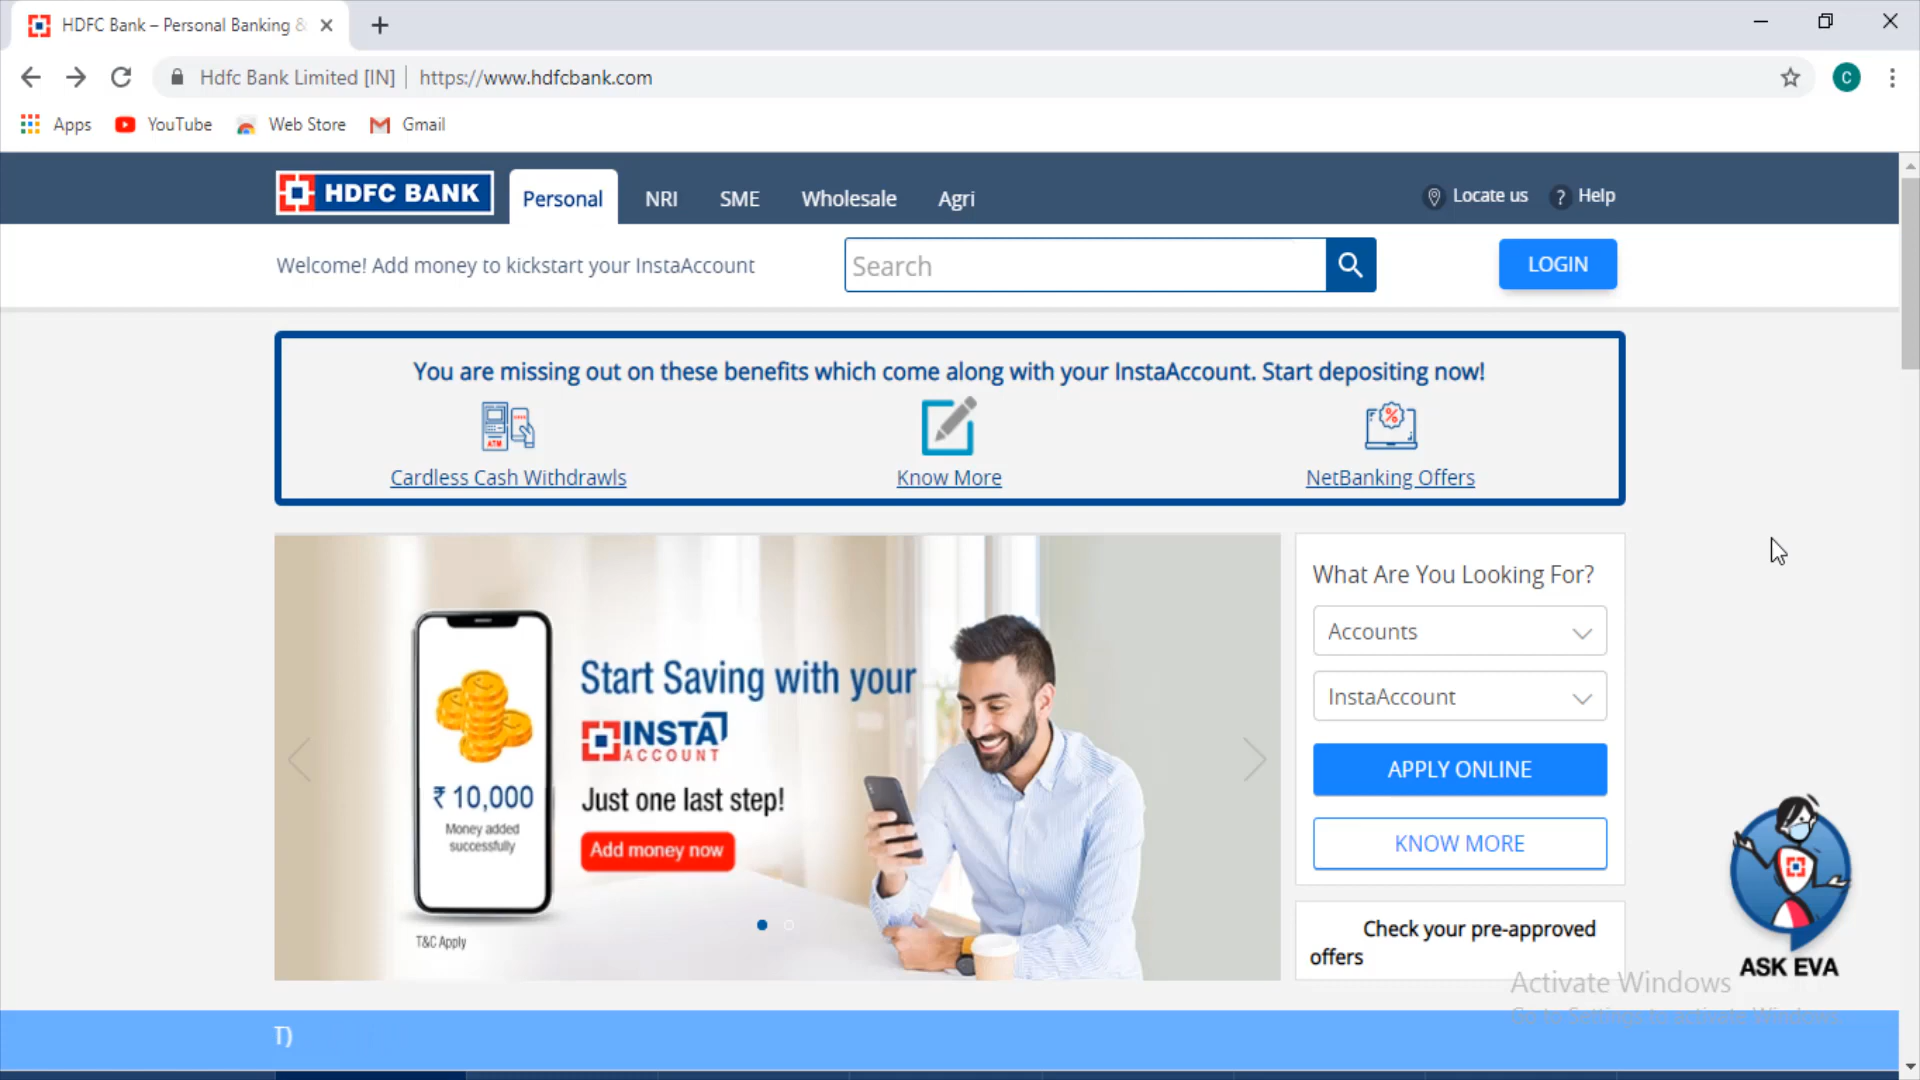 HDFC Bank – Personal Banking &
Hdfc Bank Limited [IN] https://www.hdfcbank.com
C
Apps YouTube Web Store Gmail
HDFC BANK Personal NRI SME Wholesale Agri Locate us ? Help
Welcome! Add money to kickstart your InstaAccount Search LOGIN
You are missing out on these benefits which come along with your InstaAccount. Start depositing now!
ATM
Cardless Cash Withdrawls Know More NetBanking Offers
What Are You Looking For?
Accounts
InstaAccount
APPLY ONLINE
KNOW MORE
Start Saving with your
INSTA
ACCOUNT
₹ 10,000
Money added
successfully
Just one last step!
Add money now
T&C Apply
Check your pre-approved
offers
ASK EVA
Activate Windows
T)